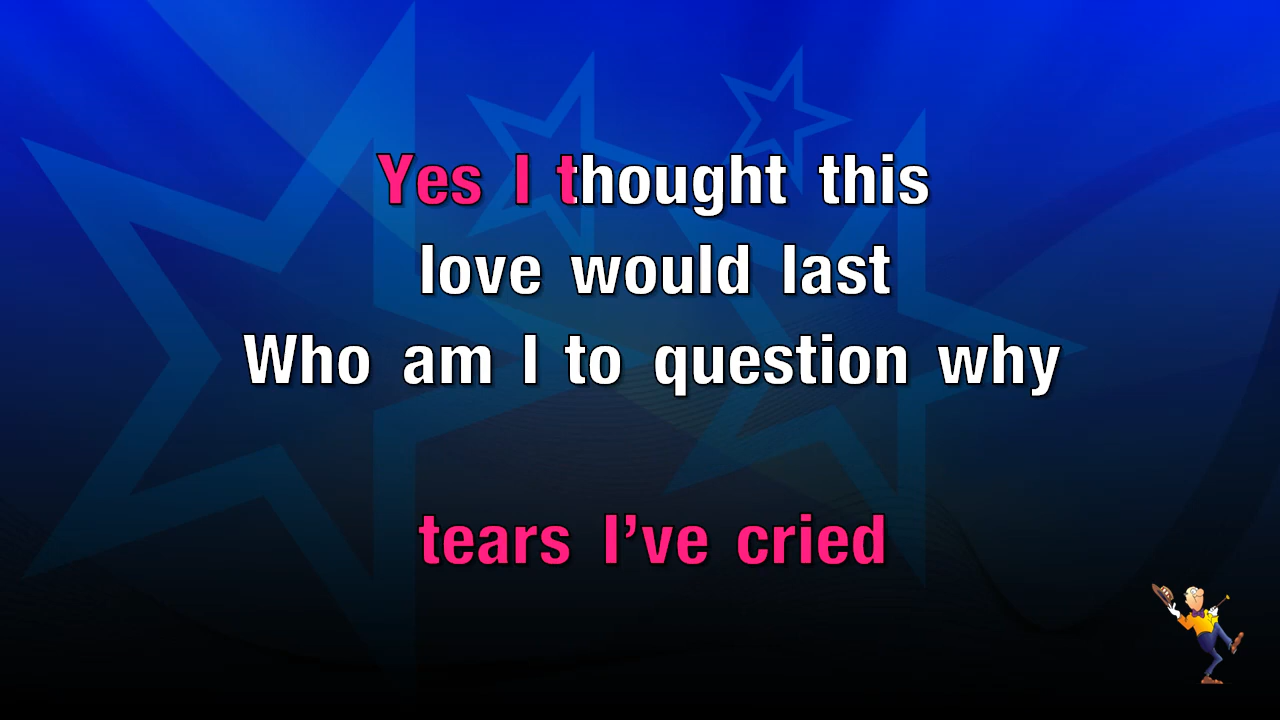 Yes I thought this
love would last
Who am I to question why
tears I've cried